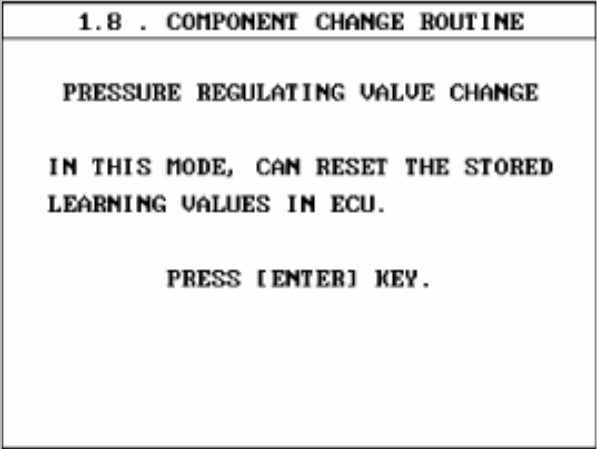 1.8 . COMPONENT CHANGE ROUTINE
PRESSURE REGULATING VALVE CHANGE
IN THIS MODE, CAN RESET THE STORED
LEARNING VALUES IN ECU.
PRESS [ENTER] KEY.